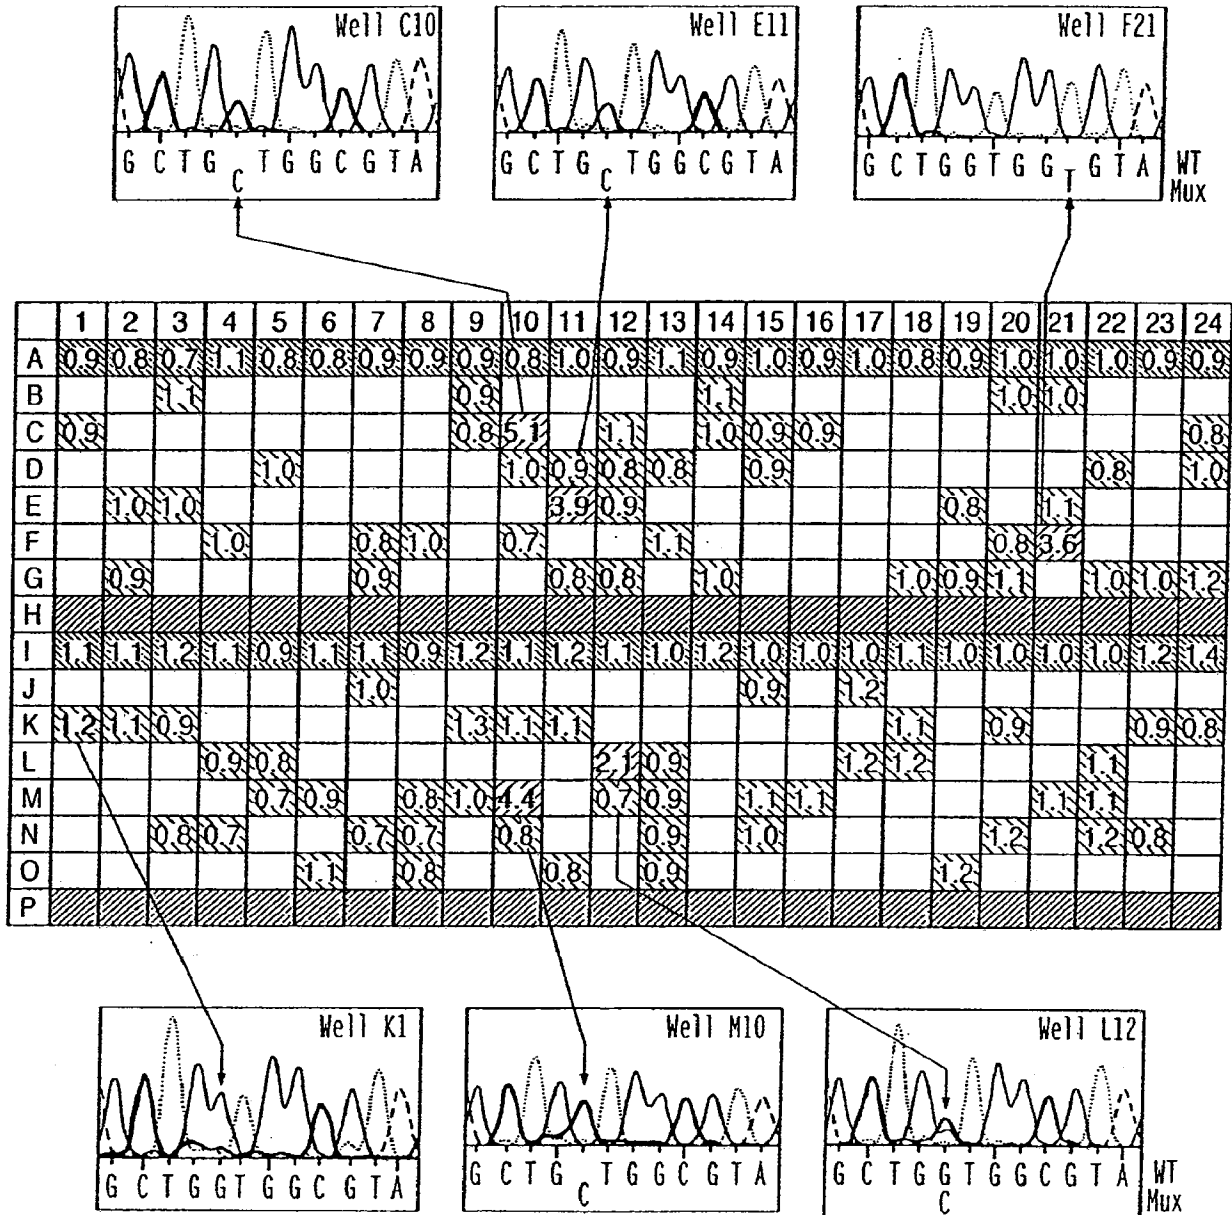 Well C10
G C T G C T G G C G T A
Well E11
G C T G C T G G C G T A
Well F21
G C T G G T G G T G T A
WT
Mux
1 2 3 4 5 6 7 8 9 10 11 12 13 14 15 16 17 18 19 20 21 22 23 24
A 0.9 0.8 0.7 1.1 0.8 0.8 0.9 0.9 0.9 0.8 1.0 0.9 1.1 0.9 1.0 0.9 1.0 0.8 0.9 1.0 1.0 1.0 0.9 0.9
B 1.1 0.9 1.1 1.0 1.0
C 0.9 0.8 5.1 1.1 1.0 0.9 0.9 0.8
D 1.0 1.0 0.9 0.8 0.8 0.9 0.8 1.0
E 1.0 1.0 3.9 0.9 0.8 1.1
F 1.0 0.8 1.0 0.7 1.1 0.8 3.6
G 0.9 0.9 0.8 0.8 1.0 1.0 0.9 1.1 1.0 1.0 1.2
H
I 1.1 1.1 1.2 1.1 0.9 1.1 1.1 0.9 1.2 1.1 1.2 1.1 1.0 1.2 1.0 1.0 1.0 1.1 1.0 1.0 1.0 1.0 1.2 1.4
J 1.0 0.9 1.2
K 1.2 1.1 0.9 1.3 1.1 1.1 1.1 0.9 0.9 0.8
L 0.9 0.8 2.1 0.9 1.2 1.2 1.1
M 0.7 0.9 0.8 1.0 4.4 0.7 0.9 1.1 1.1 1.1 1.1
N 0.8 0.7 0.7 0.7 0.8 0.9 1.0 1.2 1.2 0.8
O 1.1 0.8 0.8 0.9 1.2
P
Well K1
G C T G G T G G C G T A
Well M10
G C T G C T G G C G T A
Well L12
G C T G G T G G C G T A
C
WT
Mux